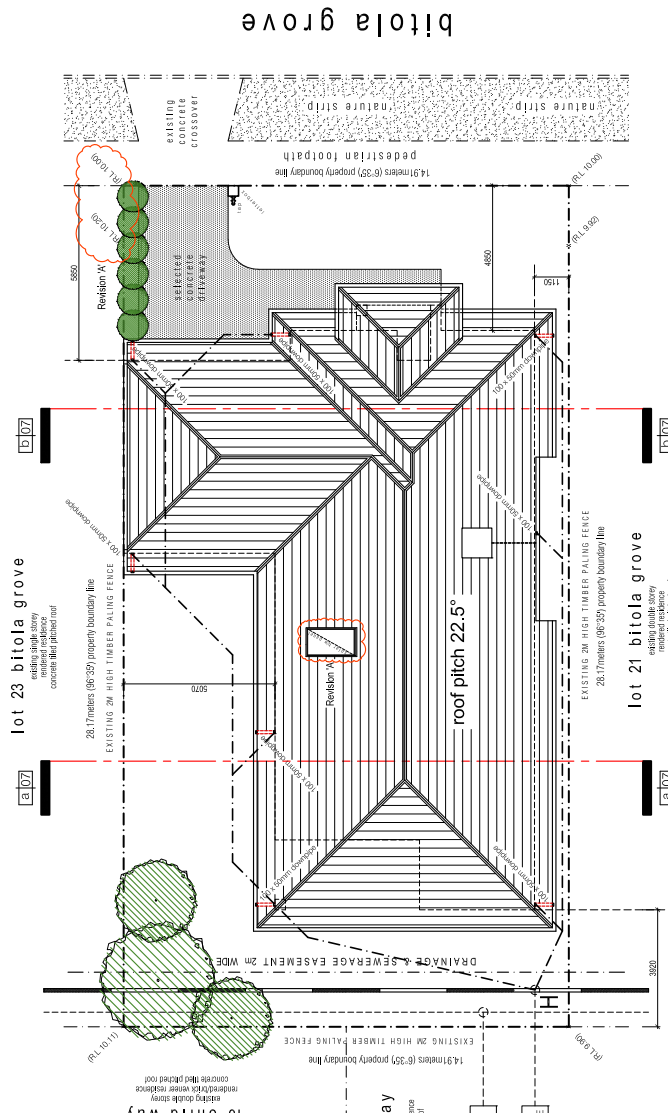 bitola grove
nature strip
nature strip
existing
concrete
crossover
pedestrian footpath
14.91meters (6°35') property boundary line
(R.L 10.00)
(R.L 10.00)
(R.L 10.20)
(R.L 9.92)
Revision 'A'
5850
selected
concrete
driveway
letterbox
tap
4850
1150
100 x 50mm downpipe
100 x 50mm downpipe
100 x 50mm downpipe
b 07
b 07
100 x 50mm downpipe
100 x 50mm downpipe
lot 23 bitola grove
existing single storey
rendered residence
concrete tiled pitched roof
28.17meters (96°35') property boundary line
EXISTING 2M HIGH TIMBER PALING FENCE
5070
Revision 'A'
roof pitch 22.5°
EXISTING 2M HIGH TIMBER PALING FENCE
28.17meters (96°35') property boundary line
lot 21 bitola grove
existing double storey
rendered residence
100 x 50mm downpipe
a 07
a 07
100 x 50mm downpipe
100 x 50mm downpipe
DRAINAGE & SEWERAGE EASEMENT 2m WIDE
3920
H
EXISTING 2M HIGH TIMBER PALING FENCE
14.91meters (6°35') property boundary line
(R.L 10.11)
(R.L 9.90)
existing double storey
rendered/brick veneer residence
concrete tiled pitched roof